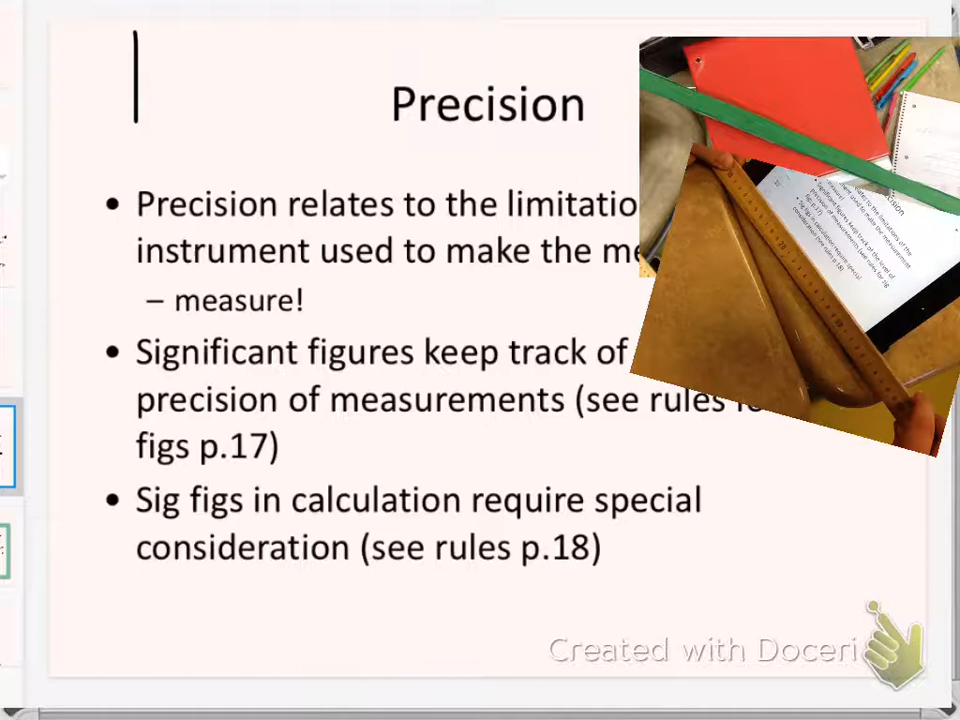 Precision
• Precision relates to the limitatio
instrument used to make the me
– measure!
• Significant figures keep track of
precision of measurements (see rules
figs p.17)
• Sig figs in calculation require special
consideration (see rules p.18)
Created with Doceri